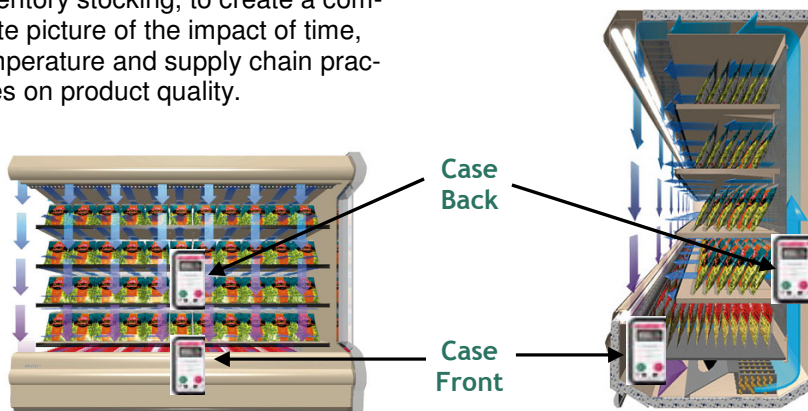 entory stocking, to create a com-
te picture of the impact of time,
mperature and supply chain prac-
es on product quality.
Case
Back
Case
Front